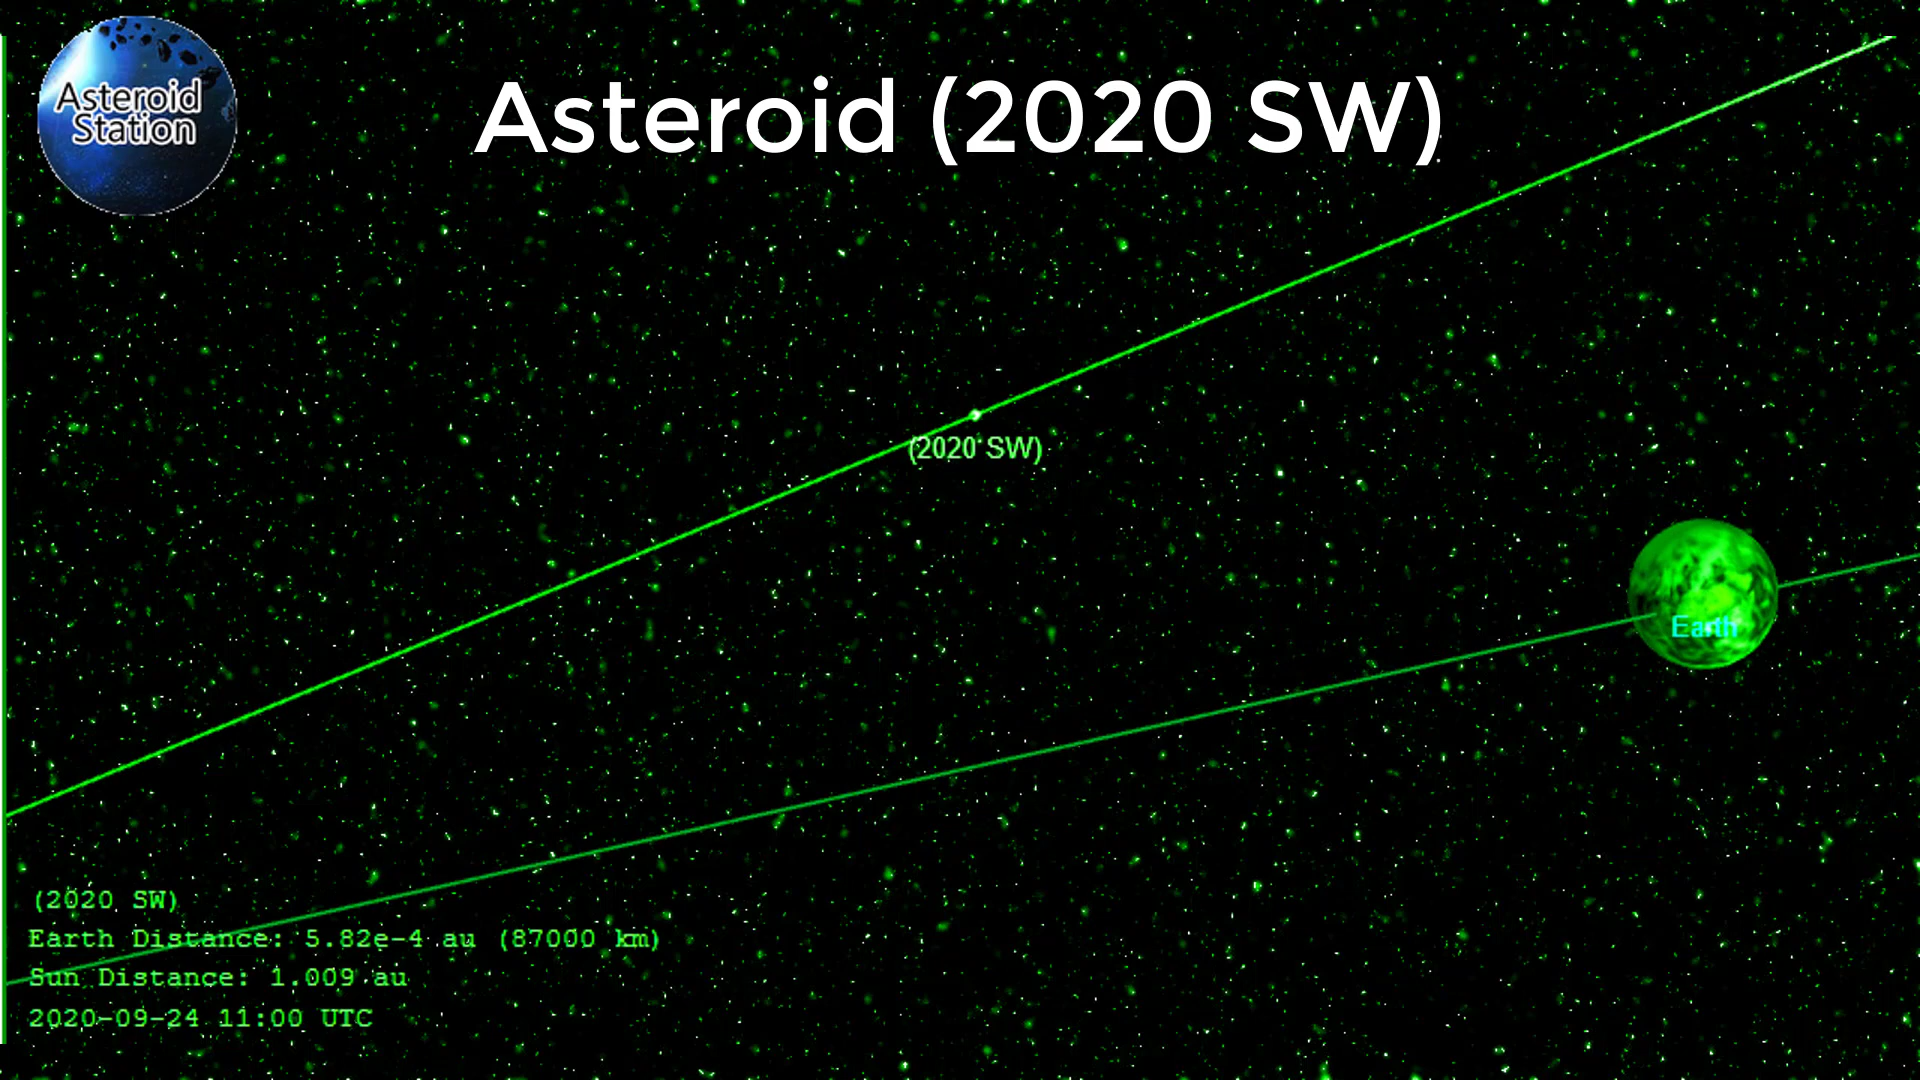 Asteroid
Station
Asteroid (2020 SW)
(2020 SW)
Earth
(2020 SW)
Earth Distance: 5.82e-4 au (87000 km)
Sun Distance: 1.009 au
2020-09-24 11:00 UTC